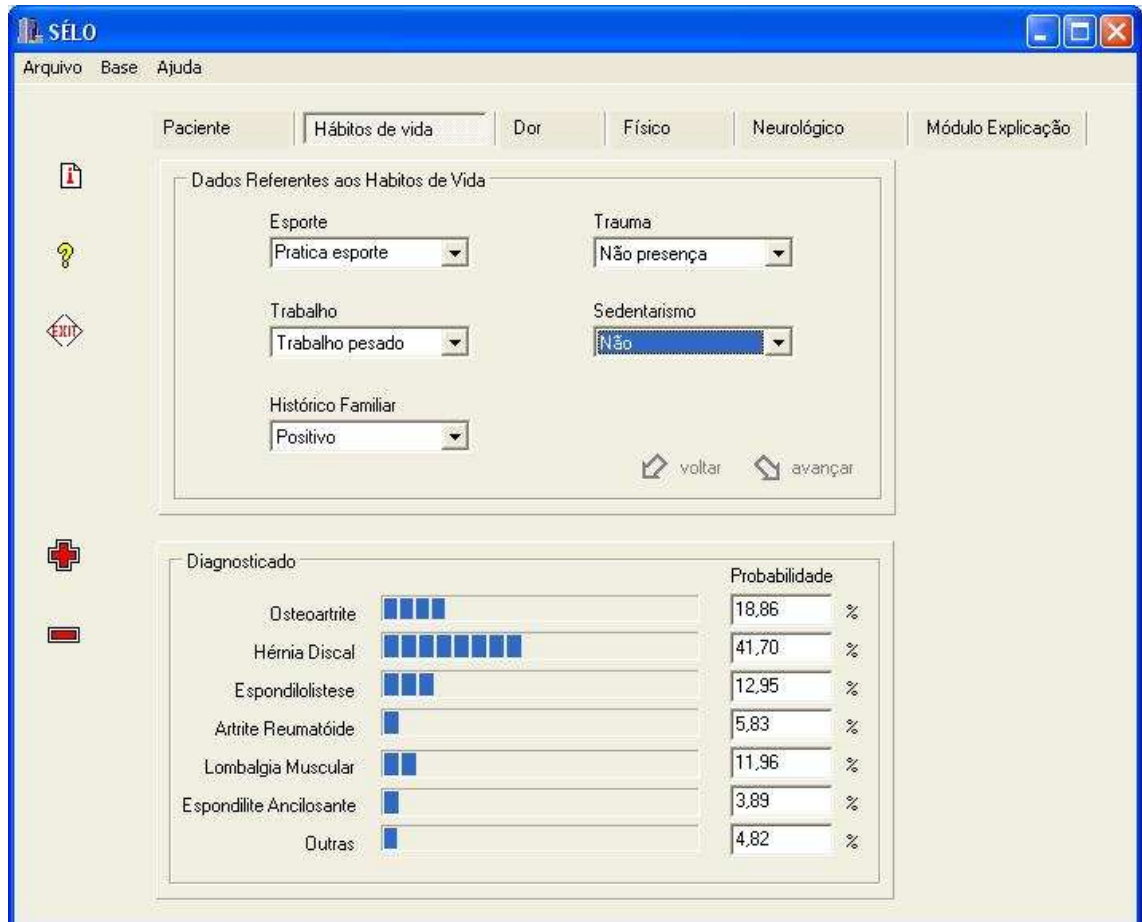 SÉLO
Arquivo Base Ajuda
Paciente Hábitos de vida Dor Físico Neurológico Módulo Explicação
Dados Referentes aos Habitos de Vida
Esporte Trauma
Pratica esporte Não presença
Trabalho Sedentarismo
Trabalho pesado Não
Histórico Familiar
Positivo
voltar avançar
EXIT
Diagnosticado
Probabilidade
Osteoartrite 18,86 %
Hérnia Discal 41,70 %
Espondilolistese 12,95 %
Artrite Reumatóide 5,83 %
Lombalgia Muscular 11,96 %
Espondilite Ancilosante 3,89 %
Outras 4,82 %